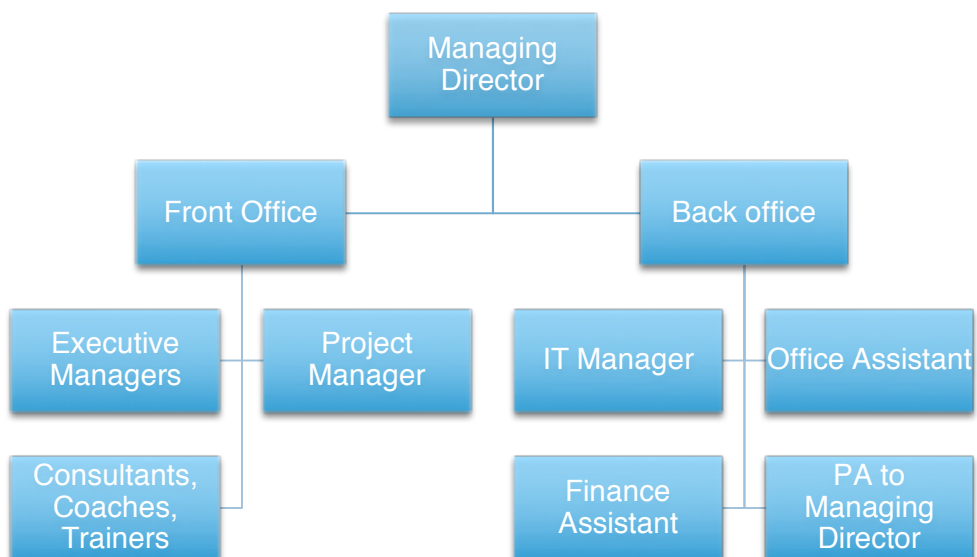 Managing
Director
Front Office
Back office
Executive
Managers
Project
Manager
IT Manager
Office Assistant
Consultants,
Coaches,
Trainers
Finance
Assistant
PA to
Managing
Director